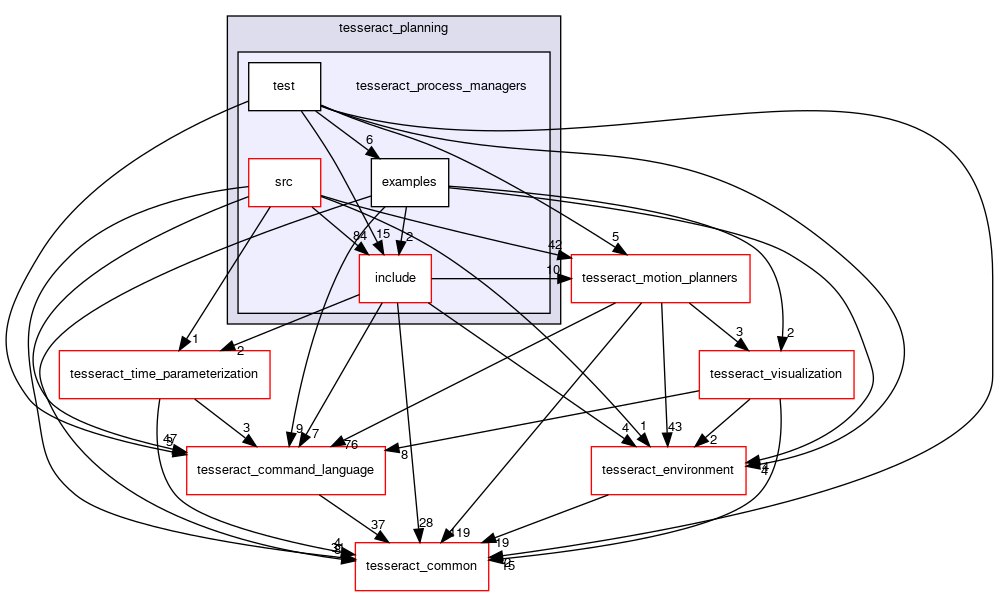 tesseract_planning
test
tesseract_process_managers
6
src
examples
84
15
2
5
42
10
include
tesseract_motion_planners
1
2
3
2
tesseract_time_parameterization
tesseract_visualization
47
3
9
7
76
8
4
1
43
2
4
tesseract_command_language
tesseract_environment
37
28
119
19
15
4
tesseract_common